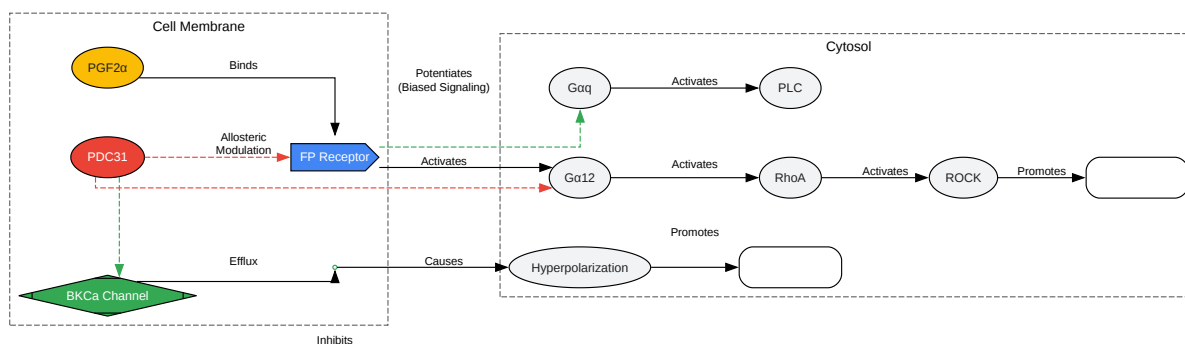 Cell Membrane
Cytosol
PGF2α
Binds
Potentiates
(Biased Signaling)
Gαq
Activates
PLC
PDC31
Allosteric
Modulation
FP Receptor
Activates
Gα12
Activates
RhoA
Activates
ROCK
Promotes
Promotes
BKCa Channel
Efflux
Causes
Hyperpolarization
Inhibits